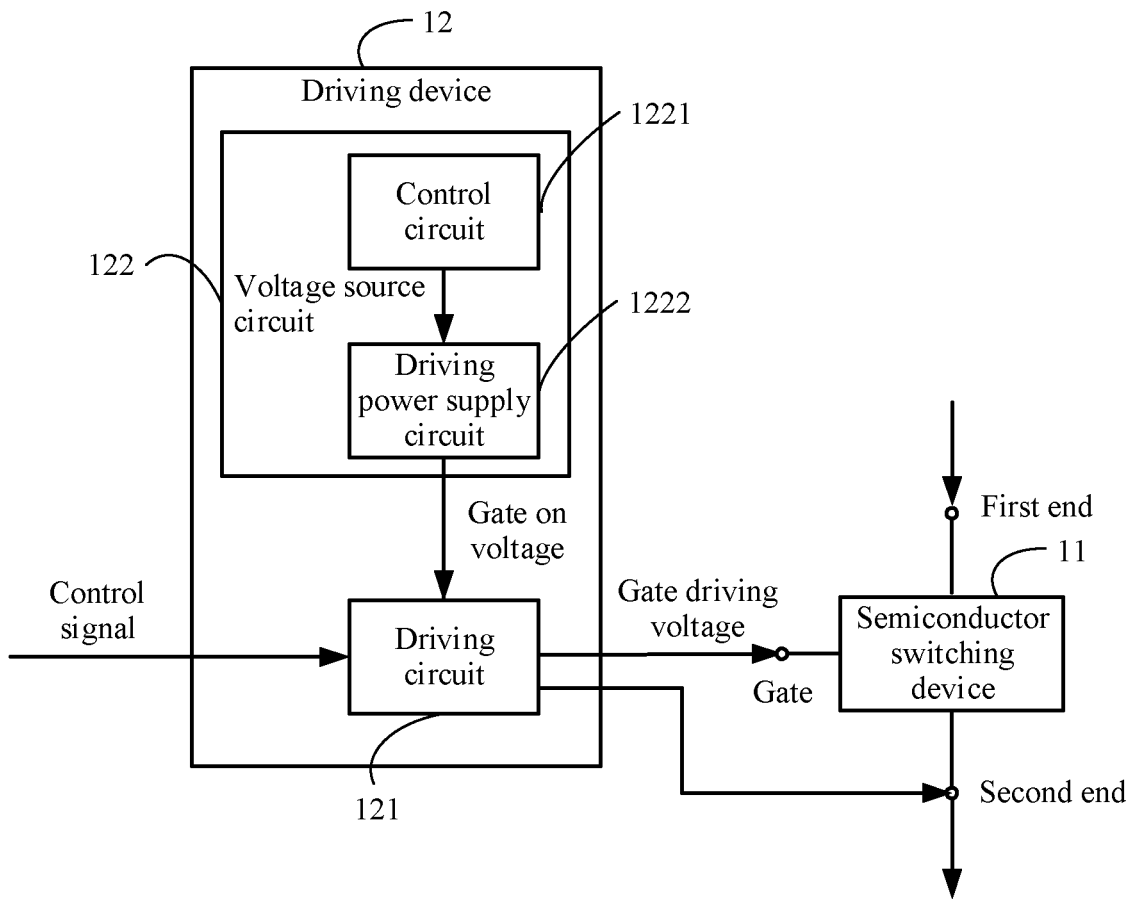 12
Driving device
1221
Control
circuit
122
Voltage source
circuit
1222
Driving
power supply
circuit
Gate on
voltage
First end
11
Control
signal
Driving
circuit
Gate driving
voltage
Gate
Semiconductor
switching
device
121
Second end